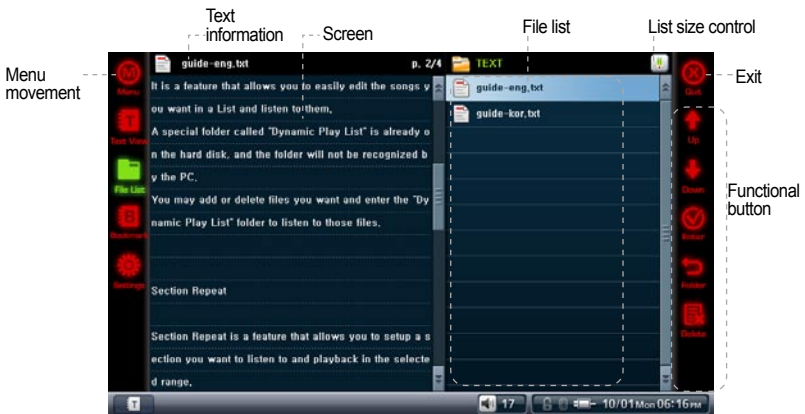 Text
information
Screen
File list
List size control
Menu
movement
Exit
Functional
button
guide-eng.txt
p. 2/4
TEXT
Menu
Text View
File List
Bookmark
Settings
It is a feature that allows you to easily edit the songs y
ou want in a List and listen to them.
A special folder called "Dynamic Play List" is already o
n the hard disk, and the folder will not be recognized b
y the PC.
You may add or delete files you want and enter the "Dy
namic Play List" folder to listen to those files.
Section Repeat
Section Repeat is a feature that allows you to setup a s
ection you want to listen to and playback in the selecte
d range.
guide-eng.txt
guide-kor.txt
Quit
Up
Down
Enter
Folder
Delete
T
17
10/01 Mon 06:16 PM